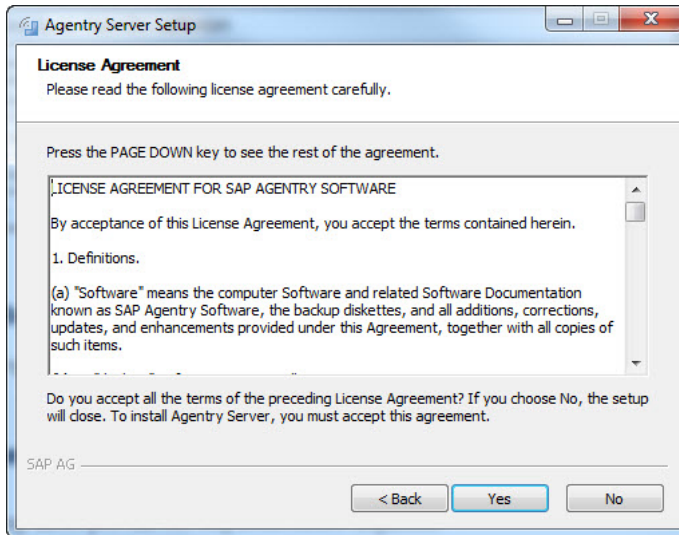 Agentry Server Setup
License Agreement
Please read the following license agreement carefully.
Press the PAGE DOWN key to see the rest of the agreement.
LICENSE AGREEMENT FOR SAP AGENTRY SOFTWARE
By acceptance of this License Agreement, you accept the terms contained herein.
1. Definitions.
(a) "Software" means the computer Software and related Software Documentation
known as SAP Agentry Software, the backup diskettes, and all additions, corrections,
updates, and enhancements provided under this Agreement, together with all copies of
such items.
Do you accept all the terms of the preceding License Agreement? If you choose No, the setup
will close. To install Agentry Server, you must accept this agreement.
SAP AG
< Back
Yes
No